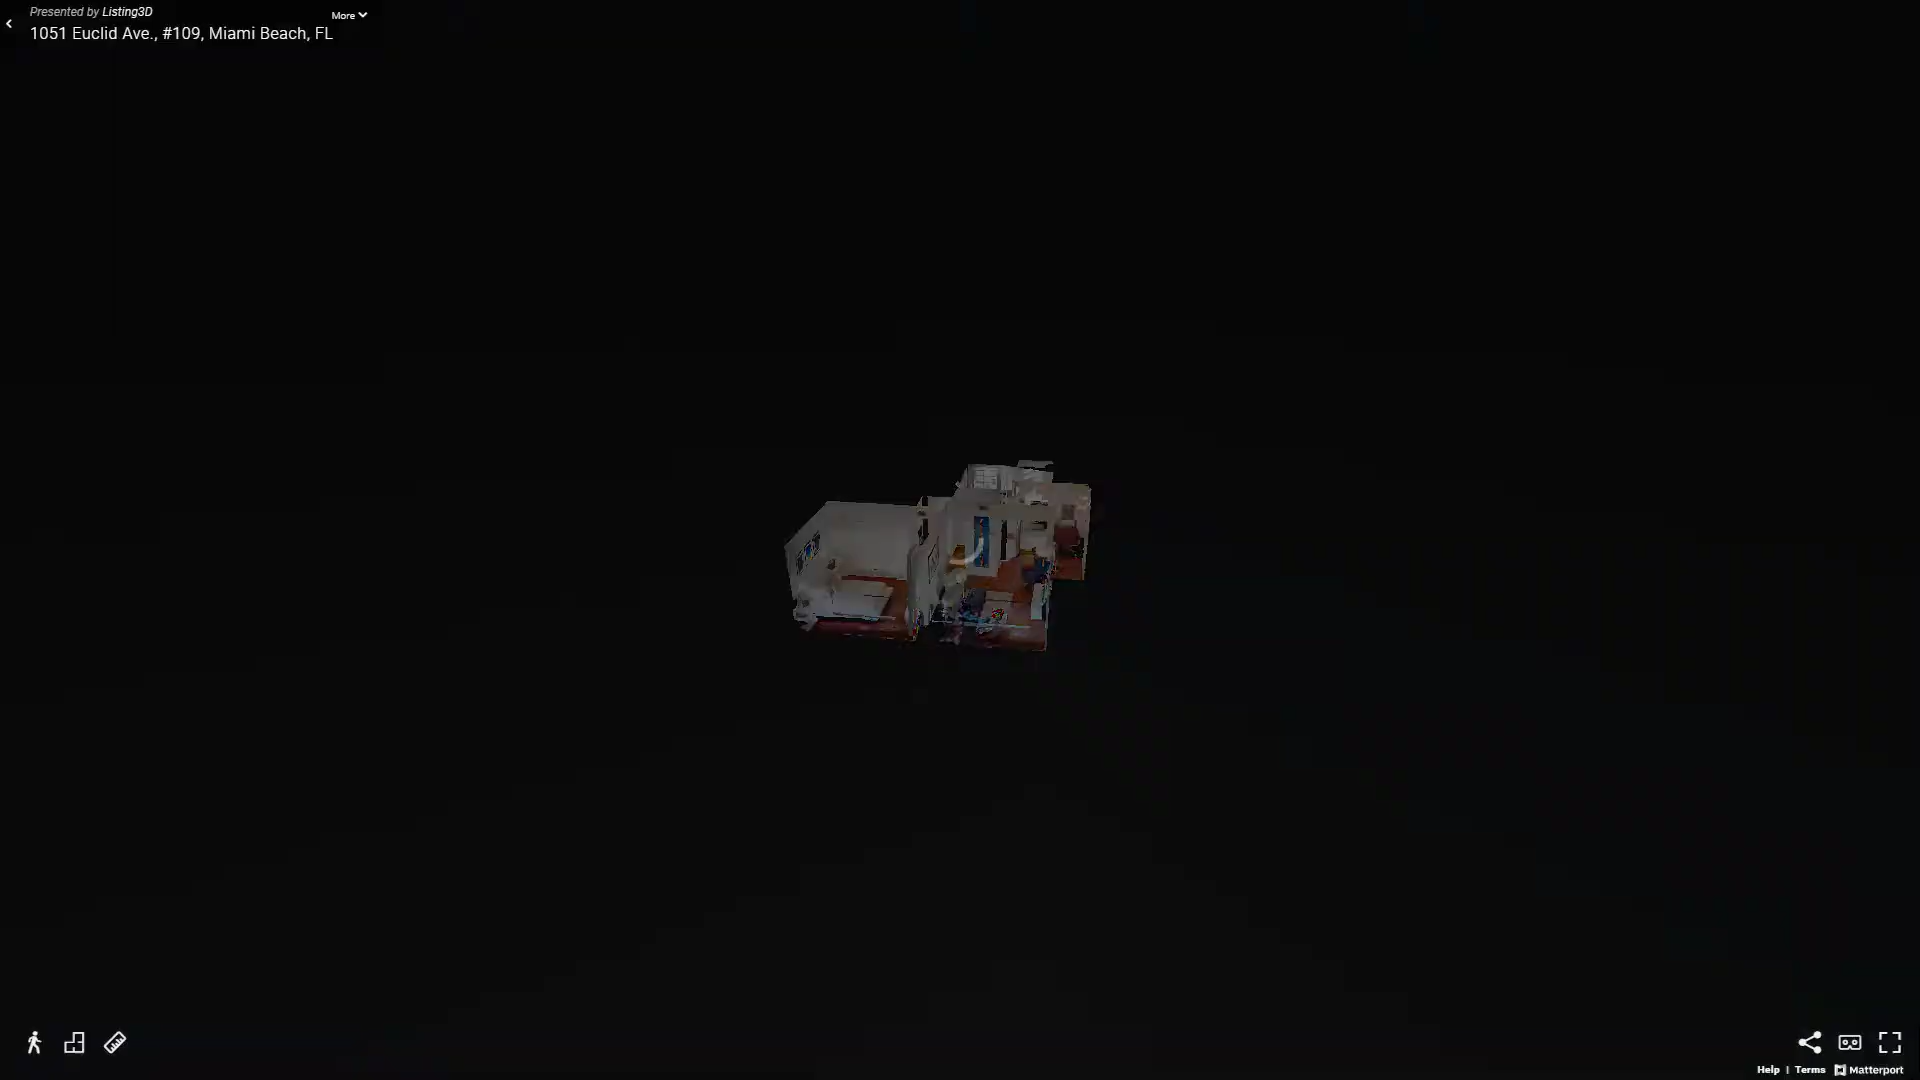 Presented by Listing3D
More
1051 Euclid Ave., #109, Miami Beach, FL
Help | Terms Matterport